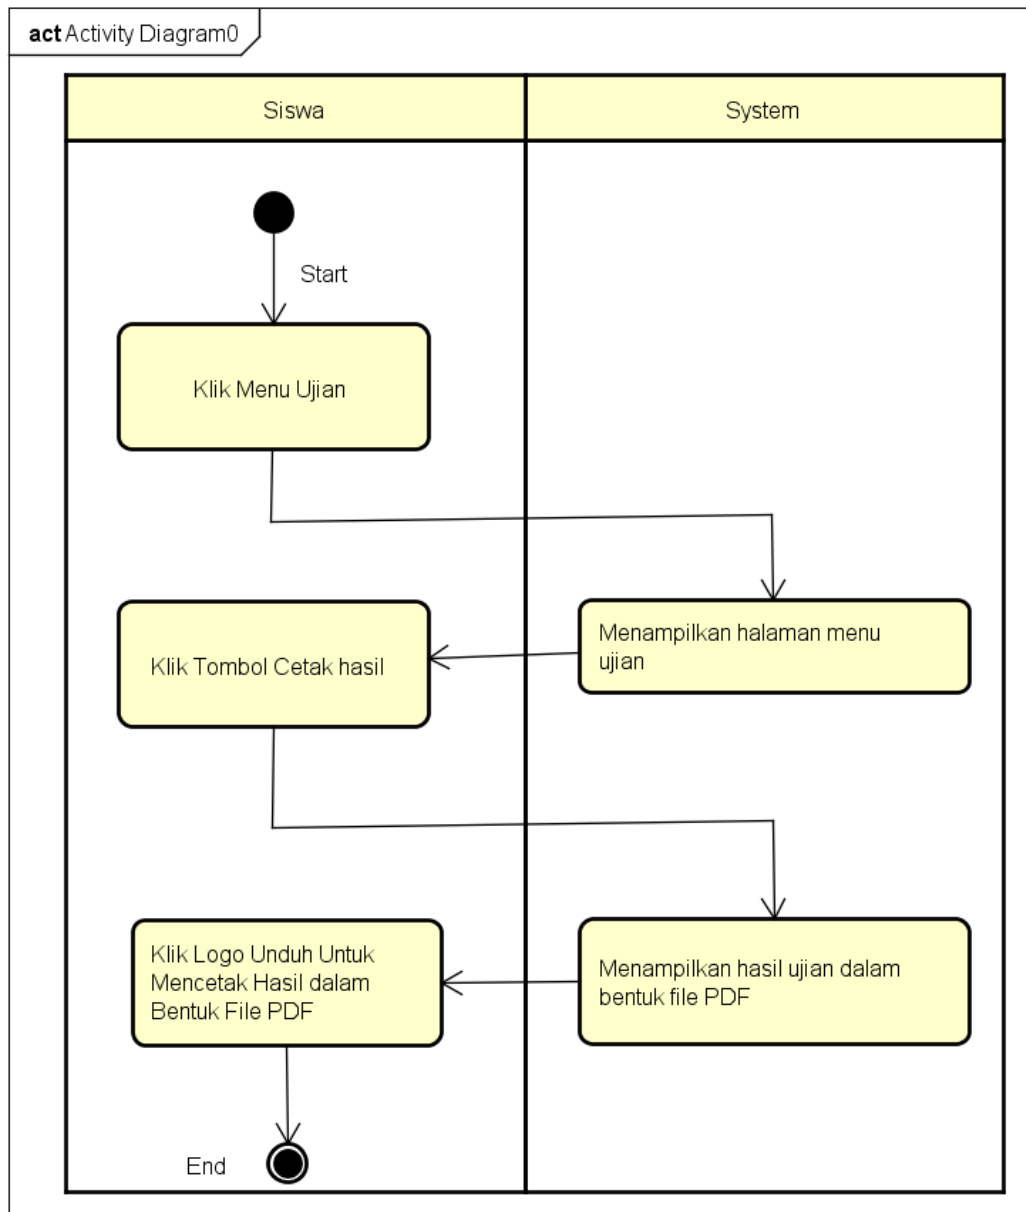 act Activity Diagram0
Siswa
System
Start
Klik Menu Ujian
Menampilkan halaman menu
ujian
Klik Tombol Cetak hasil
Klik Logo Unduh Untuk
Mencetak Hasil dalam
Bentuk File PDF
Menampilkan hasil ujian dalam
bentuk file PDF
End